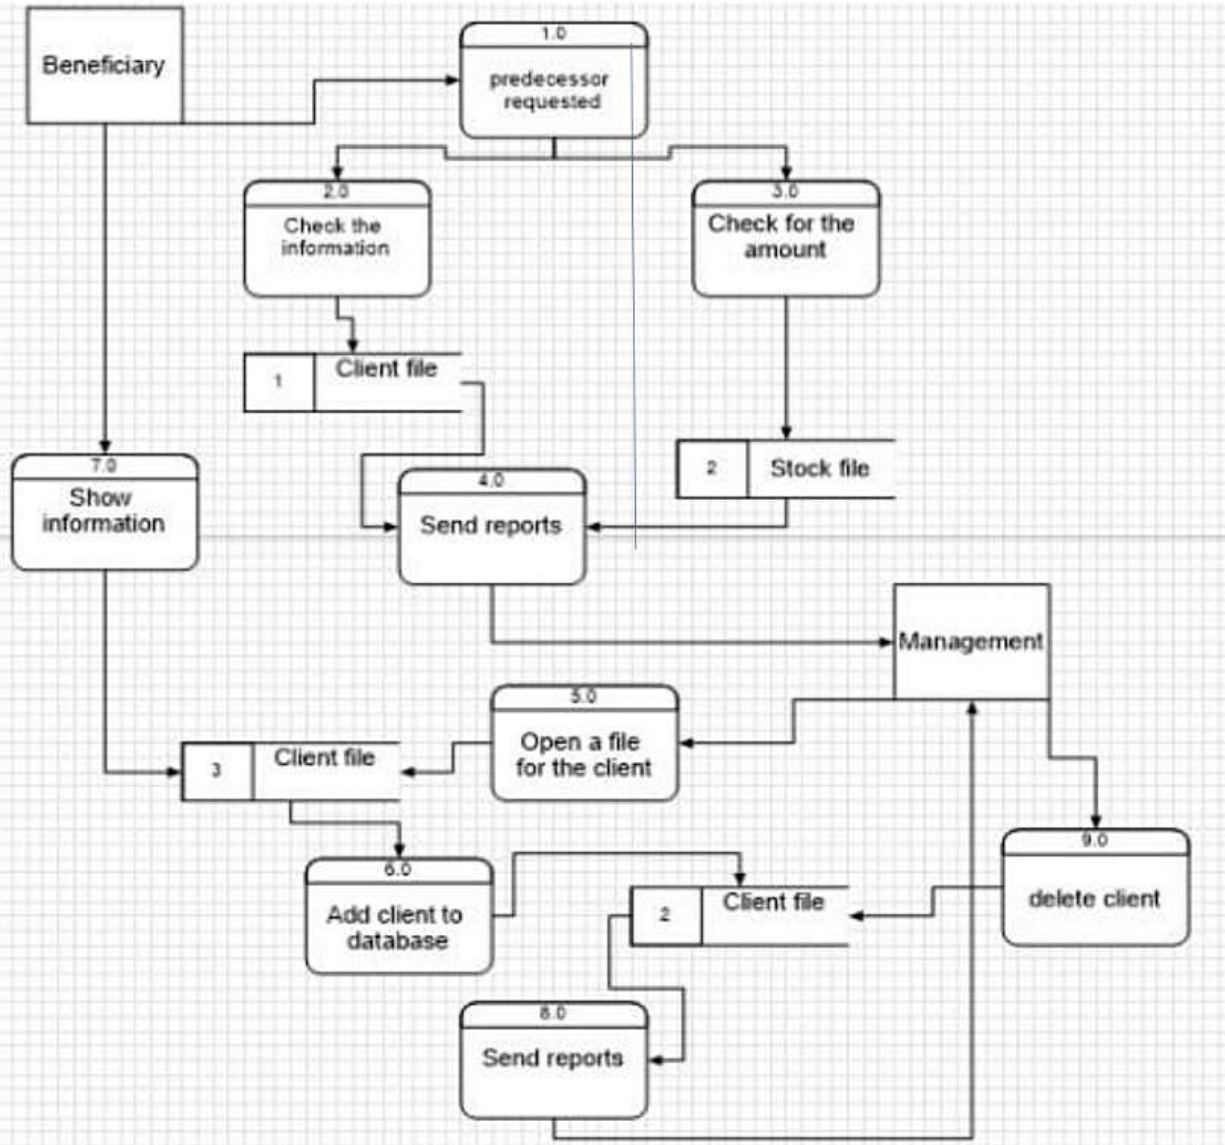 Beneficiary
1.0
predecessor
requested
2.0
Check the
information
3.0
Check for the
amount
1
Client file
2
Stock file
7.0
Show
information
4.0
Send reports
Management
5.0
Open a file
for the client
3
Client file
9.0
delete client
6.0
Add client to
database
2
Client file
8.0
Send reports